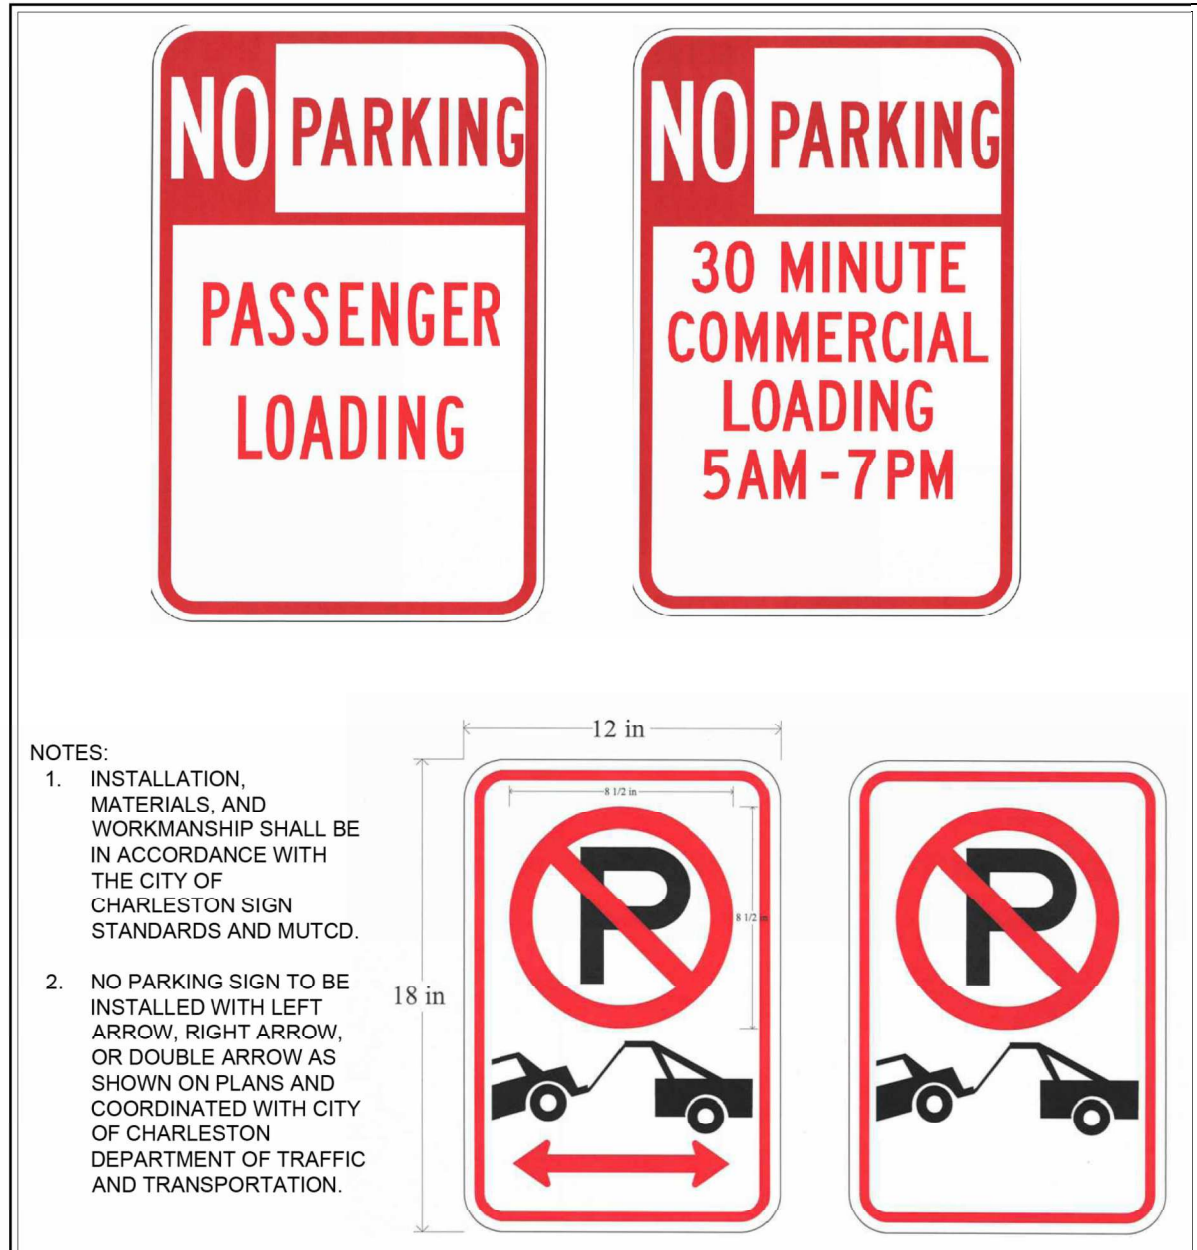 NO PARKING
PASSENGER
LOADING
NO PARKING
30 MINUTE
COMMERCIAL
LOADING
5AM-7PM
NOTES:
1. INSTALLATION,
MATERIALS, AND
WORKMANSHIP SHALL BE
IN ACCORDANCE WITH
THE CITY OF
CHARLESTON SIGN
STANDARDS AND MUTCD.
2. NO PARKING SIGN TO BE
INSTALLED WITH LEFT
ARROW, RIGHT ARROW,
OR DOUBLE ARROW AS
SHOWN ON PLANS AND
COORDINATED WITH CITY
OF CHARLESTON
DEPARTMENT OF TRAFFIC
AND TRANSPORTATION.
12 in
18 in
8 1/2 in
P
8 1/2 in
P